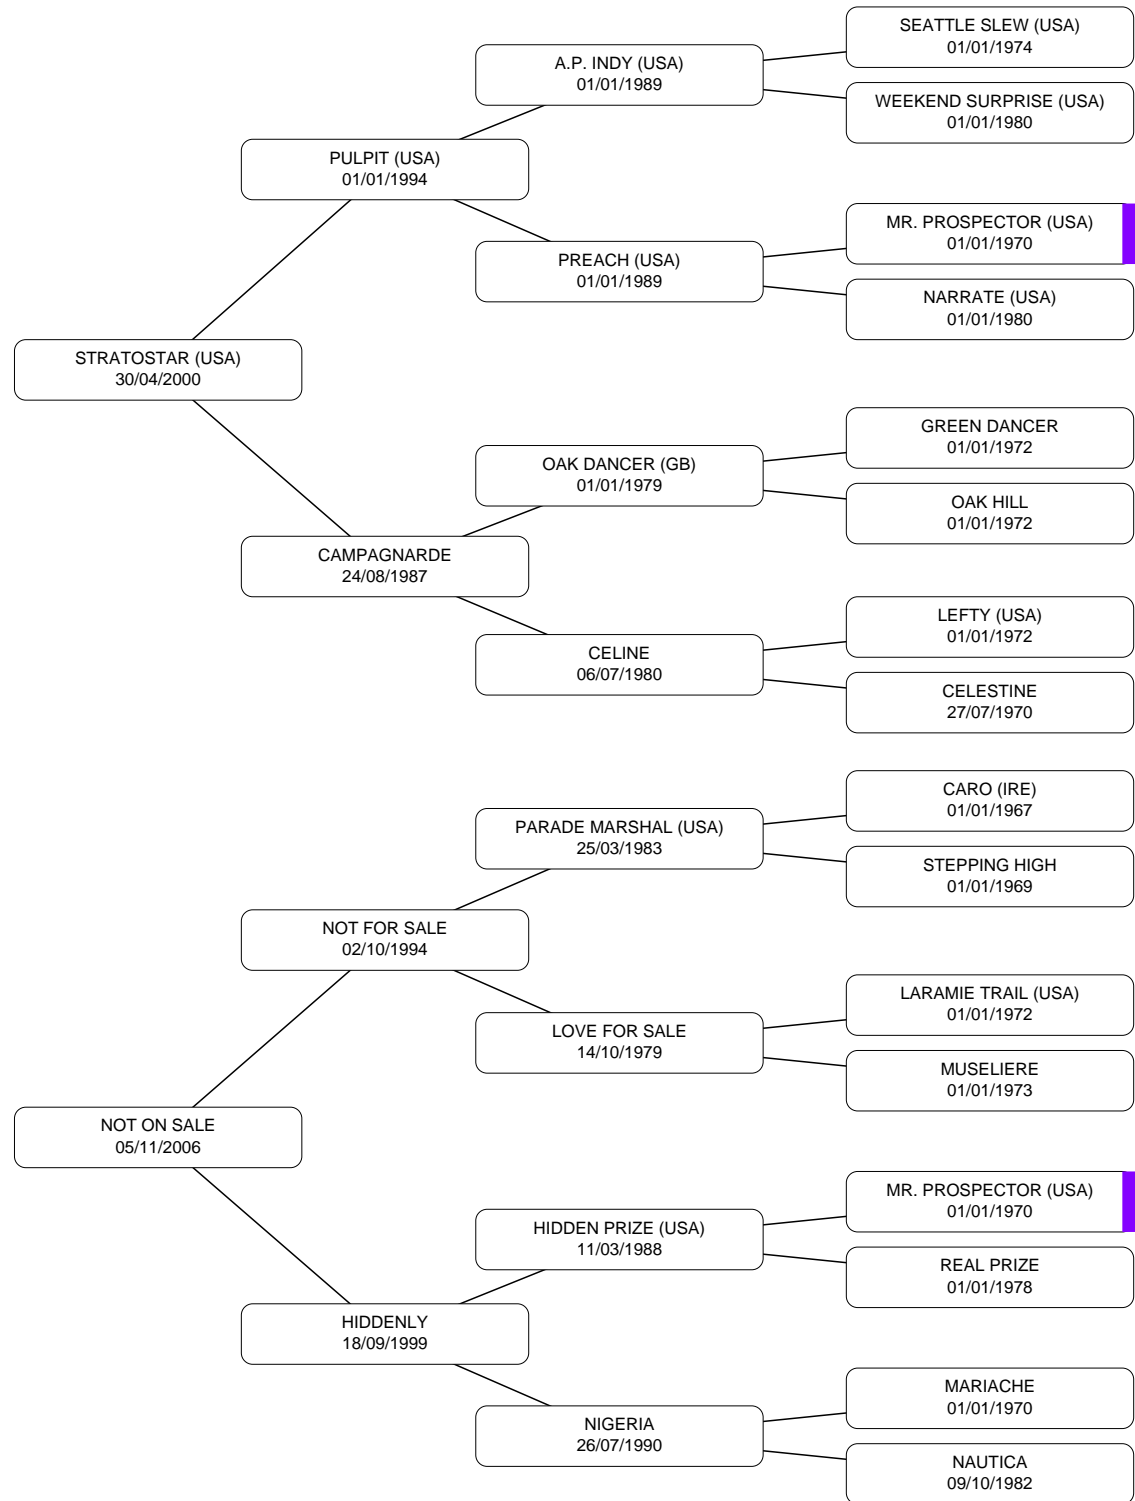 SEATTLE SLEW (USA)
01/01/1974
A.P. INDY (USA)
01/01/1989
WEEKEND SURPRISE (USA)
01/01/1980
PULPIT (USA)
01/01/1994
MR. PROSPECTOR (USA)
01/01/1970
PREACH (USA)
01/01/1989
NARRATE (USA)
01/01/1980
STRATOSTAR (USA)
30/04/2000
GREEN DANCER
01/01/1972
OAK DANCER (GB)
01/01/1979
OAK HILL
01/01/1972
CAMPAGNARDE
24/08/1987
LEFTY (USA)
01/01/1972
CELINE
06/07/1980
CELESTINE
27/07/1970
CARO (IRE)
01/01/1967
PARADE MARSHAL (USA)
25/03/1983
STEPPING HIGH
01/01/1969
NOT FOR SALE
02/10/1994
LARAMIE TRAIL (USA)
01/01/1972
LOVE FOR SALE
14/10/1979
MUSELIERE
01/01/1973
NOT ON SALE
05/11/2006
MR. PROSPECTOR (USA)
01/01/1970
HIDDEN PRIZE (USA)
11/03/1988
REAL PRIZE
01/01/1978
HIDDENLY
18/09/1999
MARIACHE
01/01/1970
NIGERIA
26/07/1990
NAUTICA
09/10/1982